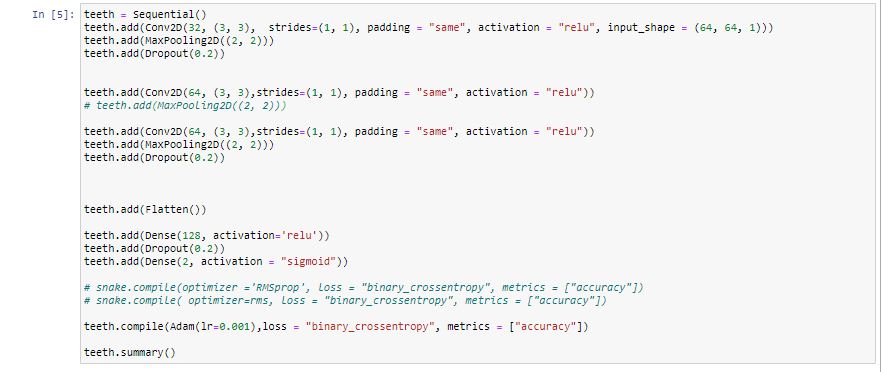 In [5]: teeth = Sequential()
teeth.add(Conv2D(32, (3, 3),  strides=(1, 1), padding = "same", activation = "relu", input_shape = (64, 64, 1)))
teeth.add(MaxPooling2D((2, 2)))
teeth.add(Dropout(0.2))
teeth.add(Conv2D(64, (3, 3),strides=(1, 1), padding = "same", activation = "relu"))
# teeth.add(MaxPooling2D((2, 2)))
teeth.add(Conv2D(64, (3, 3),strides=(1, 1), padding = "same", activation = "relu"))
teeth.add(MaxPooling2D((2, 2)))
teeth.add(Dropout(0.2))
teeth.add(Flatten())
teeth.add(Dense(128, activation='relu'))
teeth.add(Dropout(0.2))
teeth.add(Dense(2, activation = "sigmoid"))
# snake.compile(optimizer ='RMSprop', loss = "binary_crossentropy", metrics = ["accuracy"])
# snake.compile( optimizer=rms, loss = "binary_crossentropy", metrics = ["accuracy"])
teeth.compile(Adam(lr=0.001),loss = "binary_crossentropy", metrics = ["accuracy"])
teeth.summary()